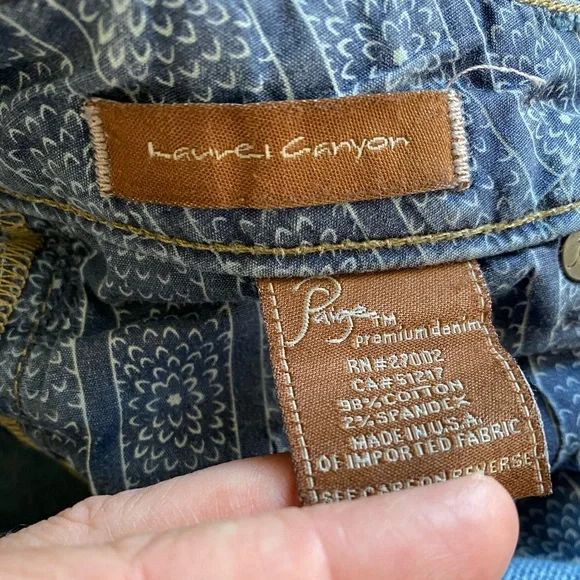 Laurel Canyon
Paige™
premium denim
RN#27002
CA#51217
98% COTTON
2% SPANDEX
MADE IN U.S.A.
OF IMPORTED FABRIC
SEE CARE ON REVERSE